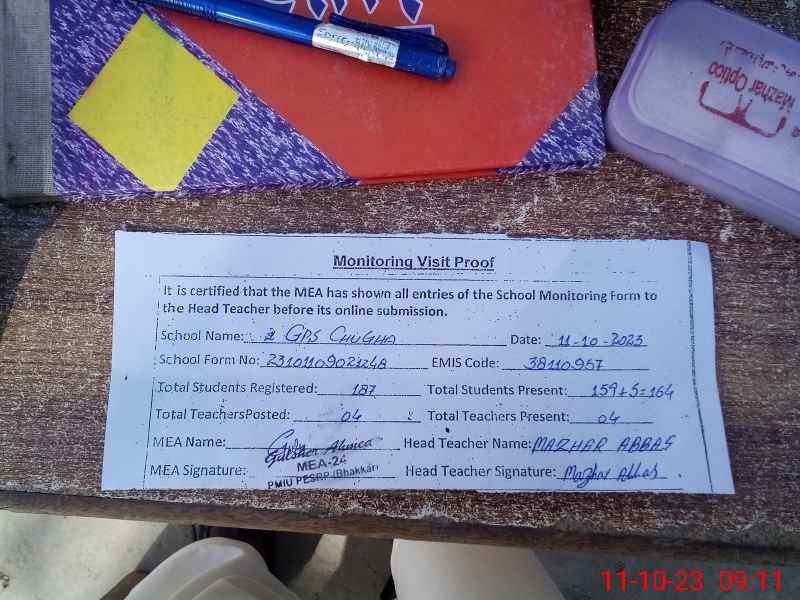 Mazhar Optico
Monitoring Visit Proof
It is certified that the MEA has shown all entries of the School Monitoring Form to
the Head Teacher before its online submission.
School Name: GPS CHUGHA Date: 11-10-2023
School Form No: EMIS Code: 38110957
Total Students Registered: 187 Total Students Present: 159+5=164
Total TeachersPosted: 04 Total Teachers Present: 04
MEA Name: Gulsher Ahmed Head Teacher Name: MAZHAR ABBAS
MEA-24
MEA Signature: Head Teacher Signature: Mazhar Abbas
PMIU PESRP (Bhakkar)
11-10-23 09:11